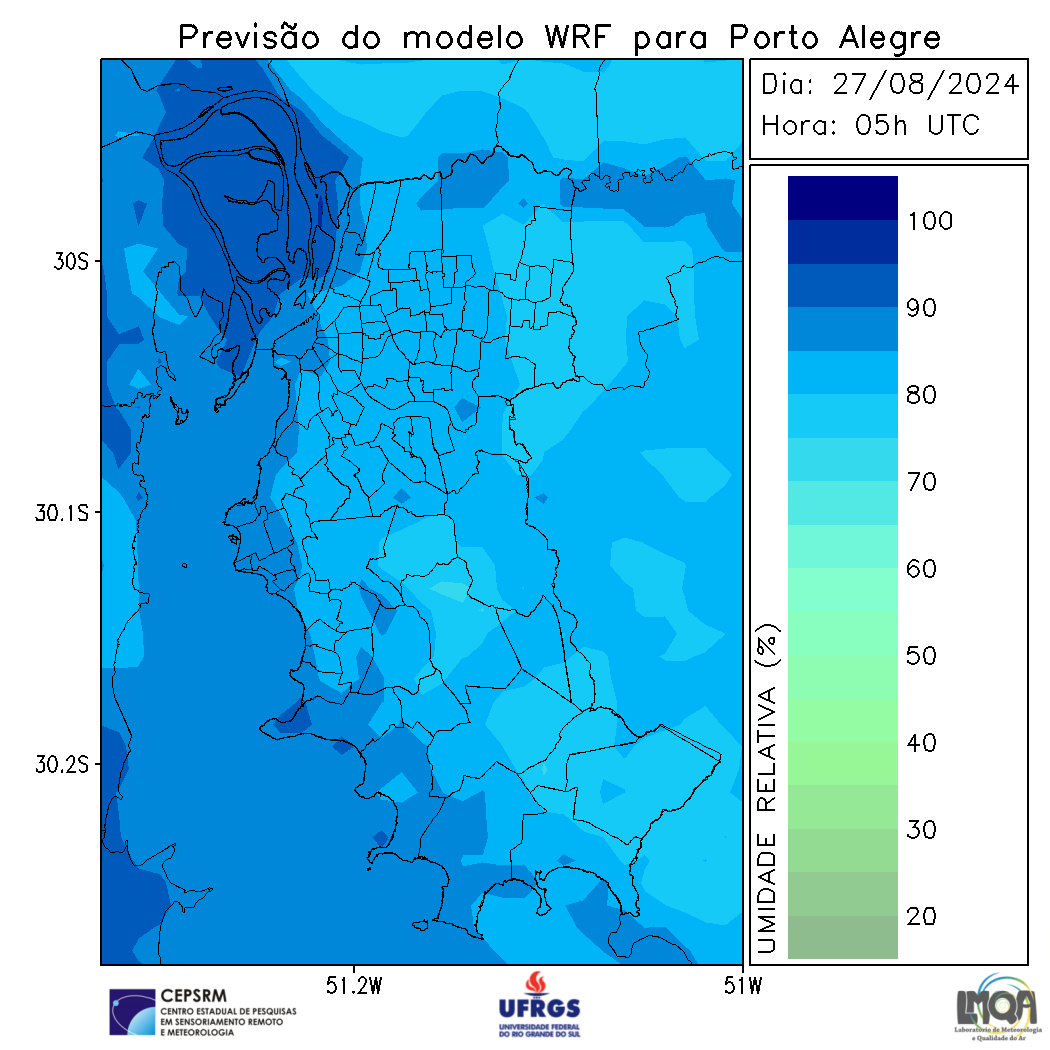 Previsão do modelo WRF para Porto Alegre
Dia: 27/08/2024
Hora: 05h UTC
30S
30.1S
30.2S
51.2W
51W
100
90
80
70
60
50
40
30
20
UMIDADE RELATIVA (%)
CEPSRM
CENTRO ESTADUAL DE PESQUISAS
EM SENSORIAMENTO REMOTO
E METEOROLOGIA
UFRGS
UNIVERSIDADE FEDERAL
DO RIO GRANDE DO SUL
LMQA
Laboratório de Meteorologia
e Qualidade do Ar